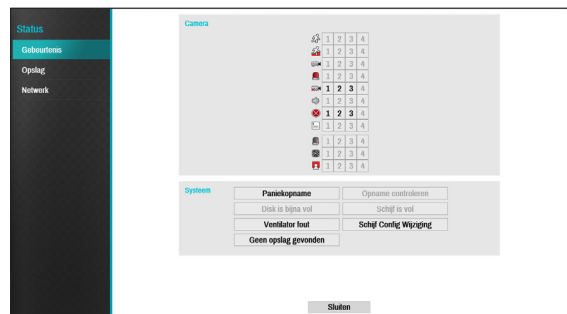 Status
Gebeurtenis
Opslag
Netwerk
Camera
1 2 3 4
1 2 3 4
1 2 3 4
1 2 3 4
1 2 3 4
1 2 3 4
1 2 3 4
1 2 3 4
1 2 3 4
1 2 3 4
1 2 3 4
Systeem
Paniekopname
Opname controleren
Disk is bijna vol
Schijf is vol
Ventilator fout
Schijf Config Wijziging
Geen opslag gevonden
Sluiten